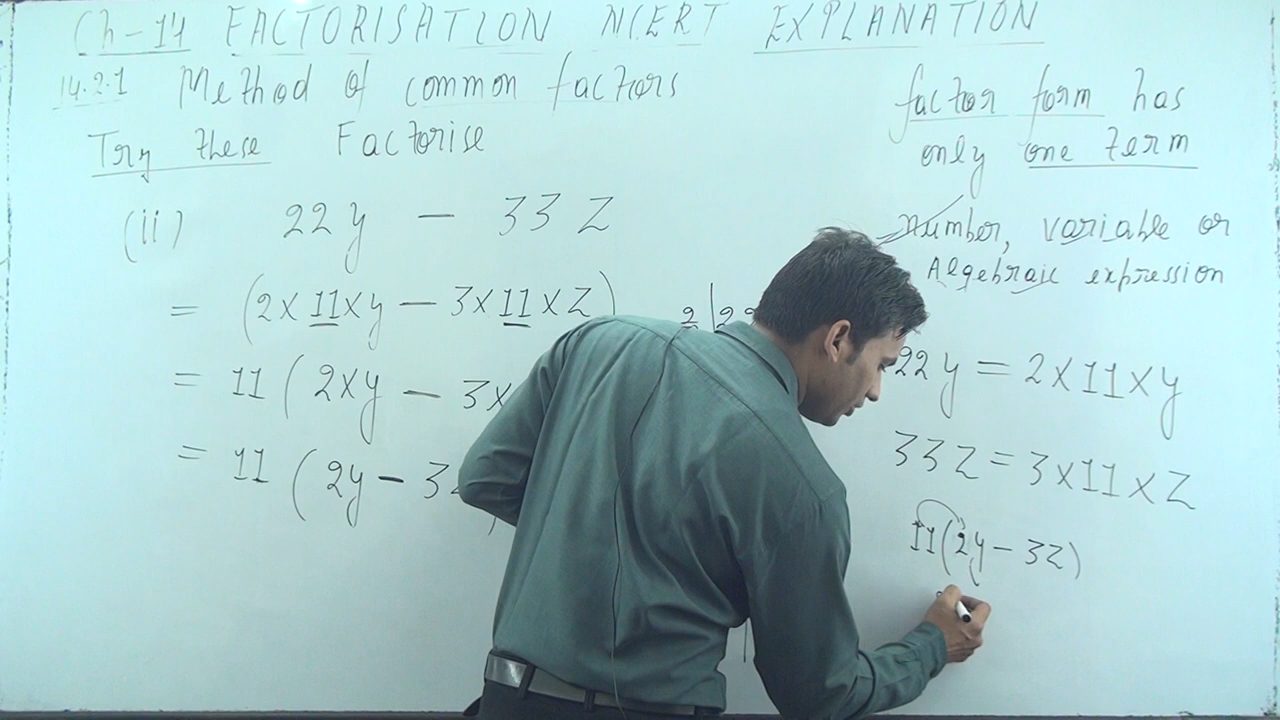 Ch-14 FACTORISATION NCERT EXPLANATION
14.2.1 Method of common factors
Try these Factorise
(ii) 22y - 33Z
= (2×11×y - 3×11×Z)
= 11 (2×y - 3×
= 11 (2y - 3
2
factor form has
only one term
Number, variable or
Algebraic expression
22y = 2×11×y
33Z = 3×11×Z
11(2y - 3Z)